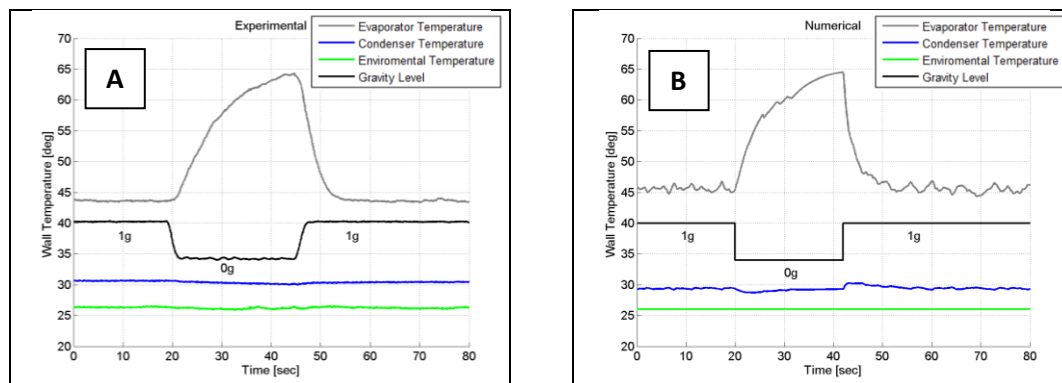 Experimental
Evaporator Temperature
Condenser Temperature
Enviromental Temperature
Gravity Level
A
70
65
60
55
50
45
40
35
30
25
20
Wall Temperature [deg]
1g
0g
1g
0 10 20 30 40 50 60 70 80
Time [sec]
Numerical
Evaporator Temperature
Condenser Temperature
Enviromental Temperature
Gravity Level
B
70
65
60
55
50
45
40
35
30
25
20
Wall Temperature [deg]
1g
0g
1g
0 10 20 30 40 50 60 70 80
Time [sec]